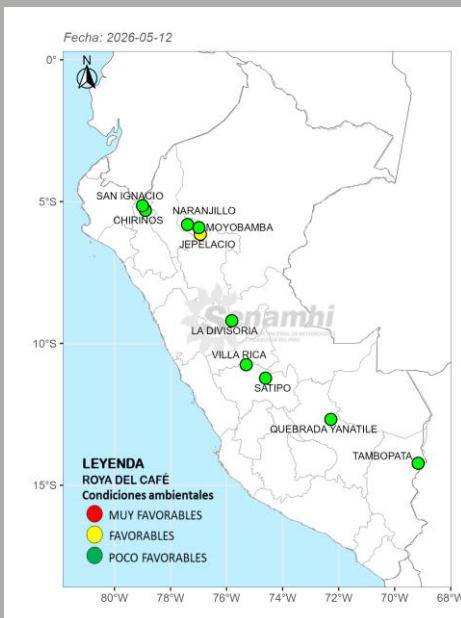 Fecha: 2026-05-12
N
0°
5°S
10°S
15°S
SAN IGNACIO
CHIRINOS
NARANJILLO
MOYOBAMBA
JEPELACIO
Senamhi
LA DIVISORIA
VILLA RICA
SATIPO
QUEBRADA YANATILE
TAMBOPATA
LEYENDA
ROYA DEL CAFÉ
Condiciones ambientales
MUY FAVORABLES
FAVORABLES
POCO FAVORABLES
80°W 78°W 76°W 74°W 72°W 70°W 68°W